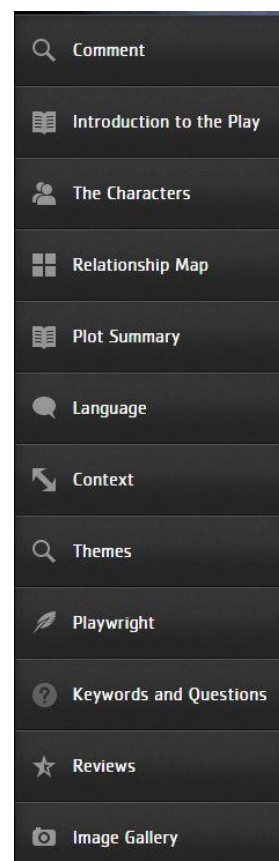 Comment
Introduction to the Play
The Characters
Relationship Map
Plot Summary
Language
Context
Themes
Playwright
Keywords and Questions
Reviews
Image Gallery